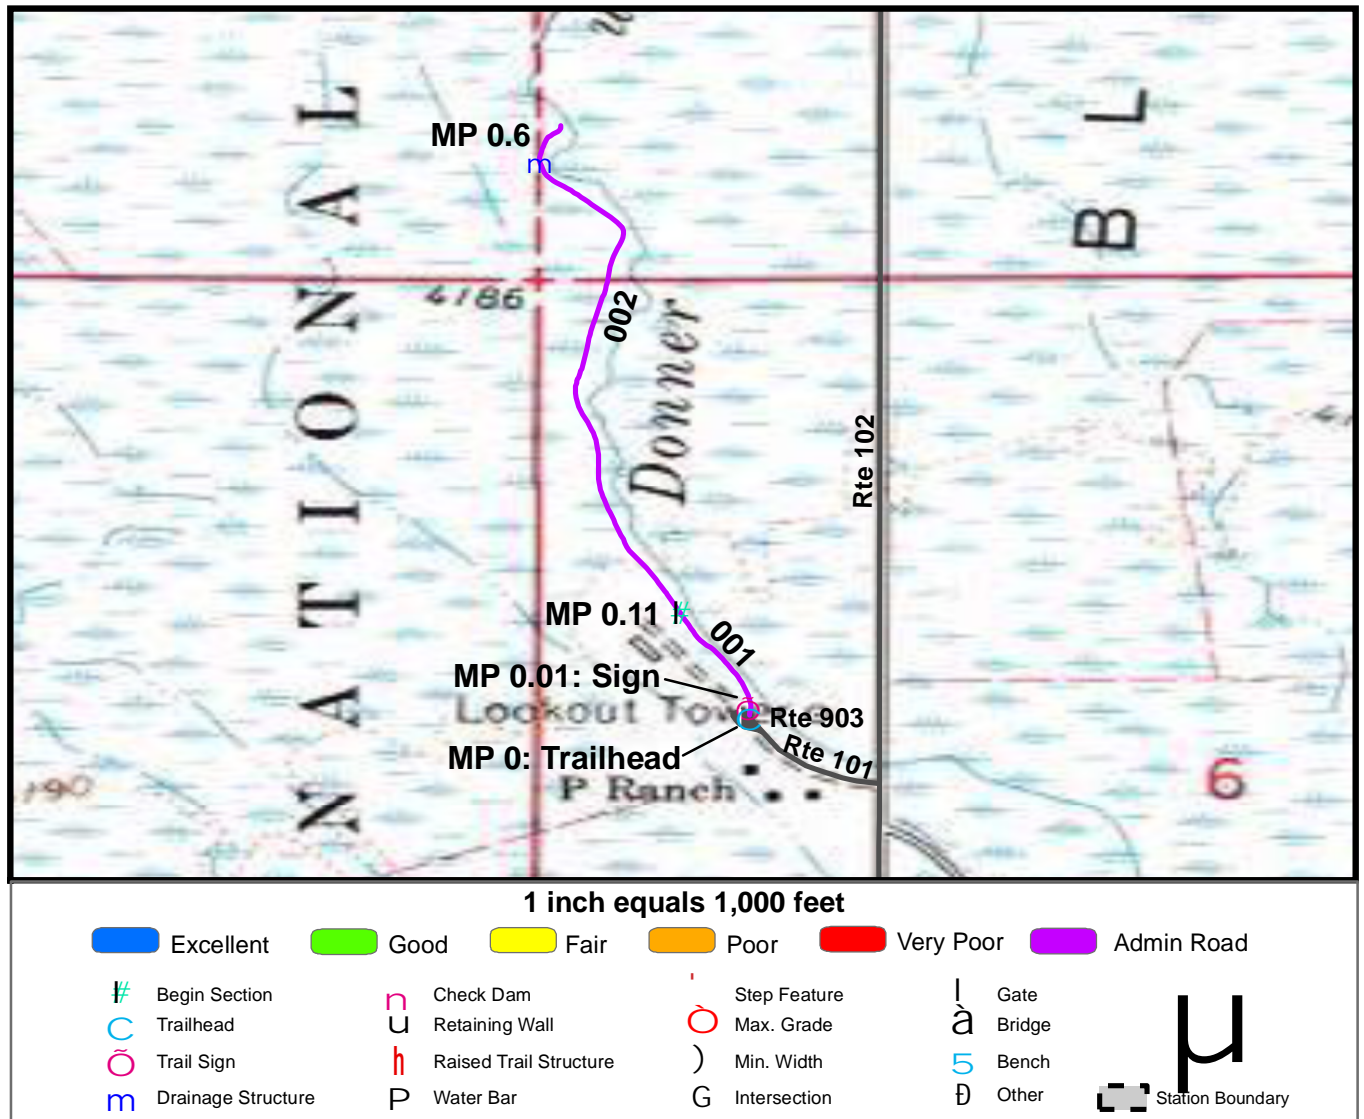 NATIONAL
B L
MP 0.6
m
4186
002
Donner
Rte 102
MP 0.11
001
MP 0.01: Sign
Lookout Tower
Rte 903
MP 0: Trailhead
Rte 101
P Ranch
6
1 inch equals 1,000 feet
Excellent Good Fair Poor Very Poor Admin Road
# Begin Section n Check Dam ' Step Feature l Gate
C Trailhead u Retaining Wall Ò Max. Grade à Bridge
Õ Trail Sign h Raised Trail Structure ) Min. Width 5 Bench
m Drainage Structure P Water Bar G Intersection Ð Other Station Boundary
µ